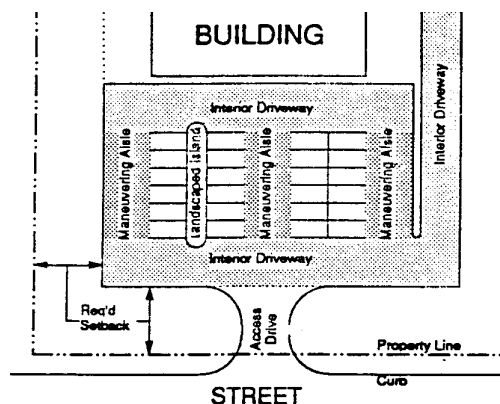 BUILDING
Interior Driveway
Interior Driveway
Maneuvering Aisle
Landscaped Island
Maneuvering Aisle
Maneuvering Aisle
Interior Driveway
Req'd
Setback
Access
Drive
Property Line
Curb
STREET